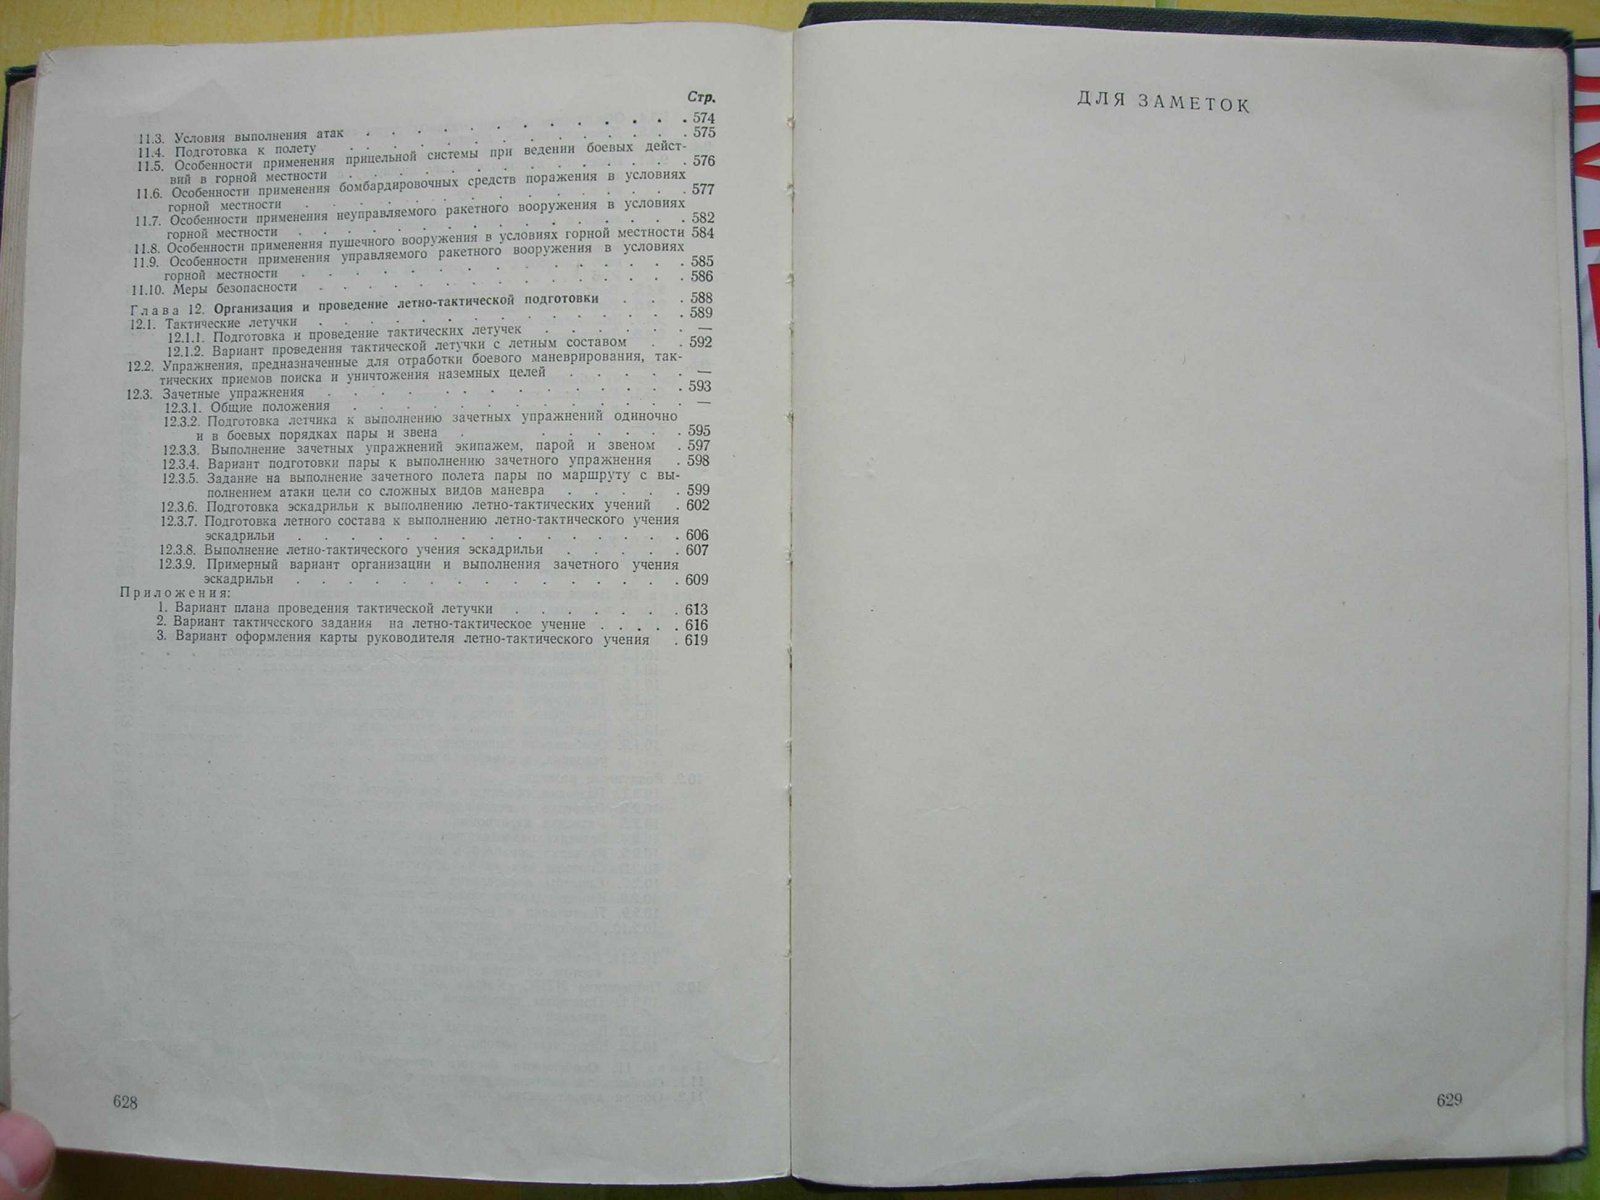 Стр.
11.3. Условия выполнения атак . . . . . . . . . . . . . 574
11.4. Подготовка к полету . . . . . . . . . . . . . 575
11.5. Особенности применения прицельной системы при ведении боевых дейст-
вий в горной местности . . . . . . . . . . . . . 576
11.6. Особенности применения бомбардировочных средств поражения в условиях
горной местности . . . . . . . . . . . . . 577
11.7. Особенности применения неуправляемого ракетного вооружения в условиях
горной местности . . . . . . . . . . . . . 582
11.8. Особенности применения пушечного вооружения в условиях горной местности 584
11.9. Особенности применения управляемого ракетного вооружения в условиях
горной местности . . . . . . . . . . . . . 585
11.10. Меры безопасности . . . . . . . . . . . . . 586
Глава 12. Организация и проведение летно-тактической подготовки . . . 588
12.1. Тактические летучки . . . . . . . . . . . . . 589
12.1.1. Подготовка и проведение тактических летучек . . . . . . —
12.1.2. Вариант проведения тактической летучки с летным составом . . 592
12.2. Упражнения, предназначенные для отработки боевого маневрирования, так-
тических приемов поиска и уничтожения наземных целей . . . . . —
12.3. Зачетные упражнения . . . . . . . . . . . . . 593
12.3.1. Общие положения . . . . . . . . . . . . . —
12.3.2. Подготовка летчика к выполнению зачетных упражнений одиночно
и в боевых порядках пары и звена . . . . . . . 595
12.3.3. Выполнение зачетных упражнений экипажем, парой и звеном . 597
12.3.4. Вариант подготовки пары к выполнению зачетного упражнения . 598
12.3.5. Задание на выполнение зачетного полета пары по маршруту с вы-
полнением атаки цели со сложных видов маневра . . . . . 599
12.3.6. Подготовка эскадрильи к выполнению летно-тактических учений . 602
12.3.7. Подготовка летного состава к выполнению летно-тактического учения
эскадрильи . . . . . . . . . . . . . . . 606
12.3.8. Выполнение летно-тактического учения эскадрильи . . . . . 607
12.3.9. Примерный вариант организации и выполнения зачетного учения
эскадрильи . . . . . . . . . . . . . . . 609
Приложения:
1. Вариант плана проведения тактической летучки . . . . . . . 613
2. Вариант тактического задания на летно-тактическое учение . . . . . 616
3. Вариант оформления карты руководителя летно-тактического учения . 619
628
ДЛЯ ЗАМЕТОК
629